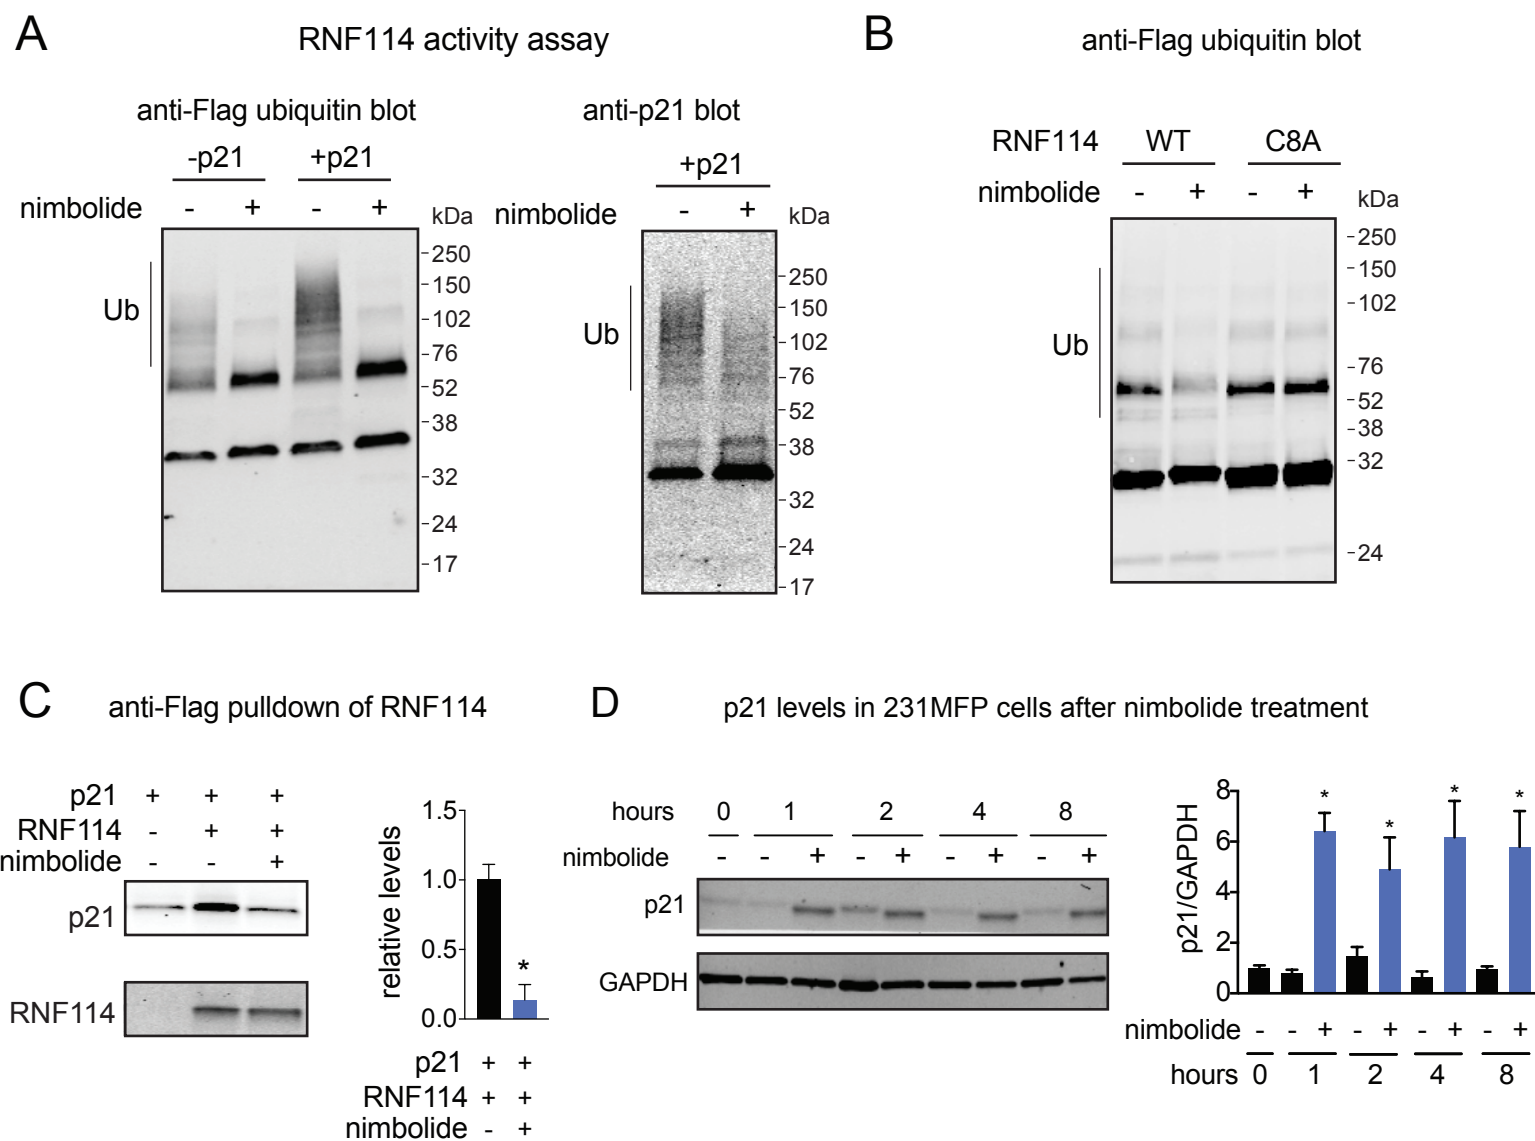 A
RNF114 activity assay
anti-Flag ubiquitin blot
-p21 +p21
nimbolide - + - +
kDa
Ub
-250
-150
-102
-76
-52
-38
-32
-24
-17
anti-p21 blot
+p21
nimbolide - +
kDa
Ub
-250
-150
-102
-76
-52
-38
-32
-24
-17
B
anti-Flag ubiquitin blot
RNF114 WT C8A
nimbolide - + - +
kDa
Ub
-250
-150
-102
-76
-52
-38
-32
-24
C
anti-Flag pulldown of RNF114
p21 + + +
RNF114 - + +
nimbolide - - +
p21
RNF114
relative levels
1.5
1.0
0.5
0.0
*
p21 + +
RNF114 + +
nimbolide - +
D
p21 levels in 231MFP cells after nimbolide treatment
hours 0 1 2 4 8
nimbolide - - + - + - + - +
p21
GAPDH
p21/GAPDH
8
6
4
2
0
* * * *
nimbolide - - + - + - + - +
hours 0 1 2 4 8